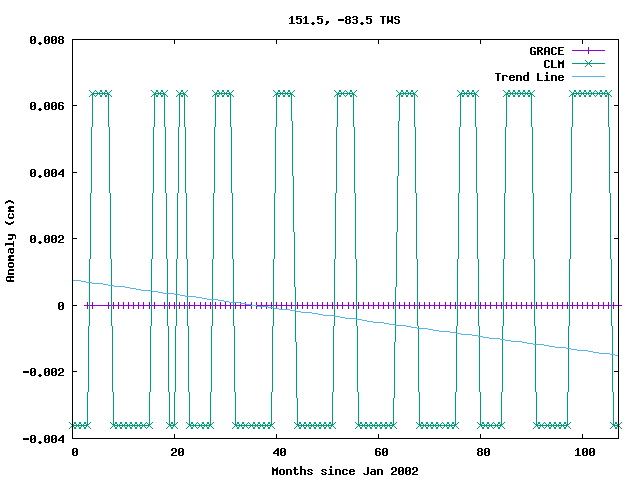 151.5, -83.5 TWS
GRACE
CLM
Trend Line
0.008
0.006
0.004
0.002
0
-0.002
-0.004
Anomaly (cm)
0 20 40 60 80 100
Months since Jan 2002